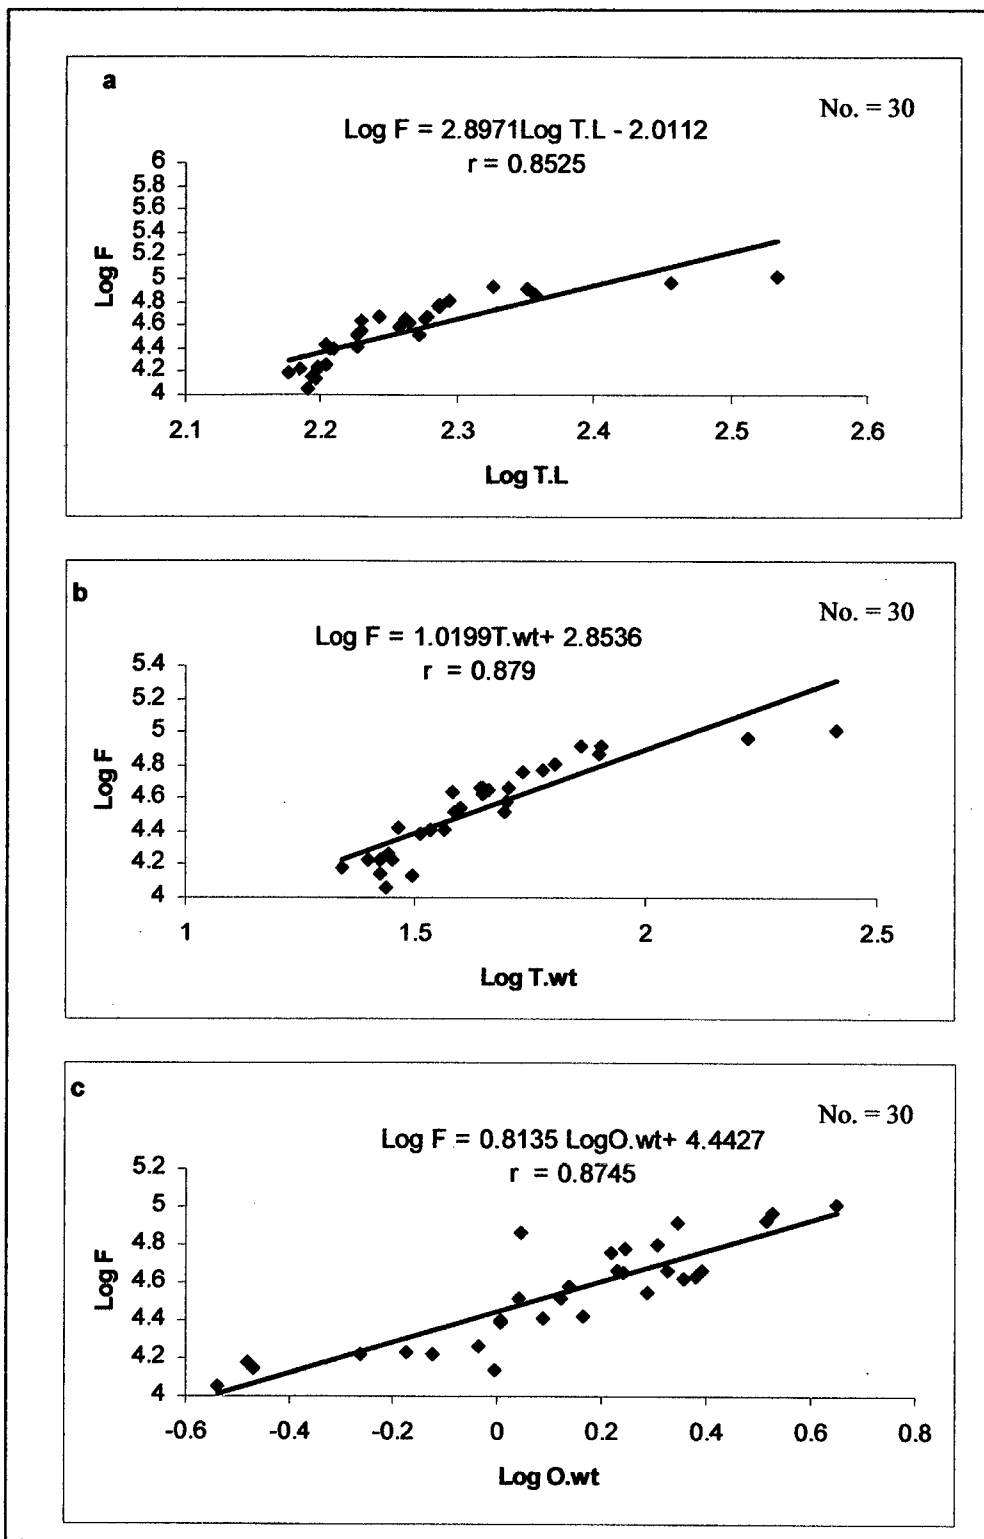 a
No. = 30
Log F = 2.8971Log T.L - 2.0112
r = 0.8525
6
5.8
5.6
5.4
5.2
5
4.8
4.6
4.4
4.2
4
Log F
2.1 2.2 2.3 2.4 2.5 2.6
Log T.L
b
No. = 30
Log F = 1.0199T.wt+ 2.8536
r = 0.879
5.4
5.2
5
4.8
4.6
4.4
4.2
4
Log F
1 1.5 2 2.5
Log T.wt
c
No. = 30
Log F = 0.8135 LogO.wt+ 4.4427
r = 0.8745
5.2
5
4.8
4.6
4.4
4.2
4
Log F
-0.6 -0.4 -0.2 0 0.2 0.4 0.6 0.8
Log O.wt